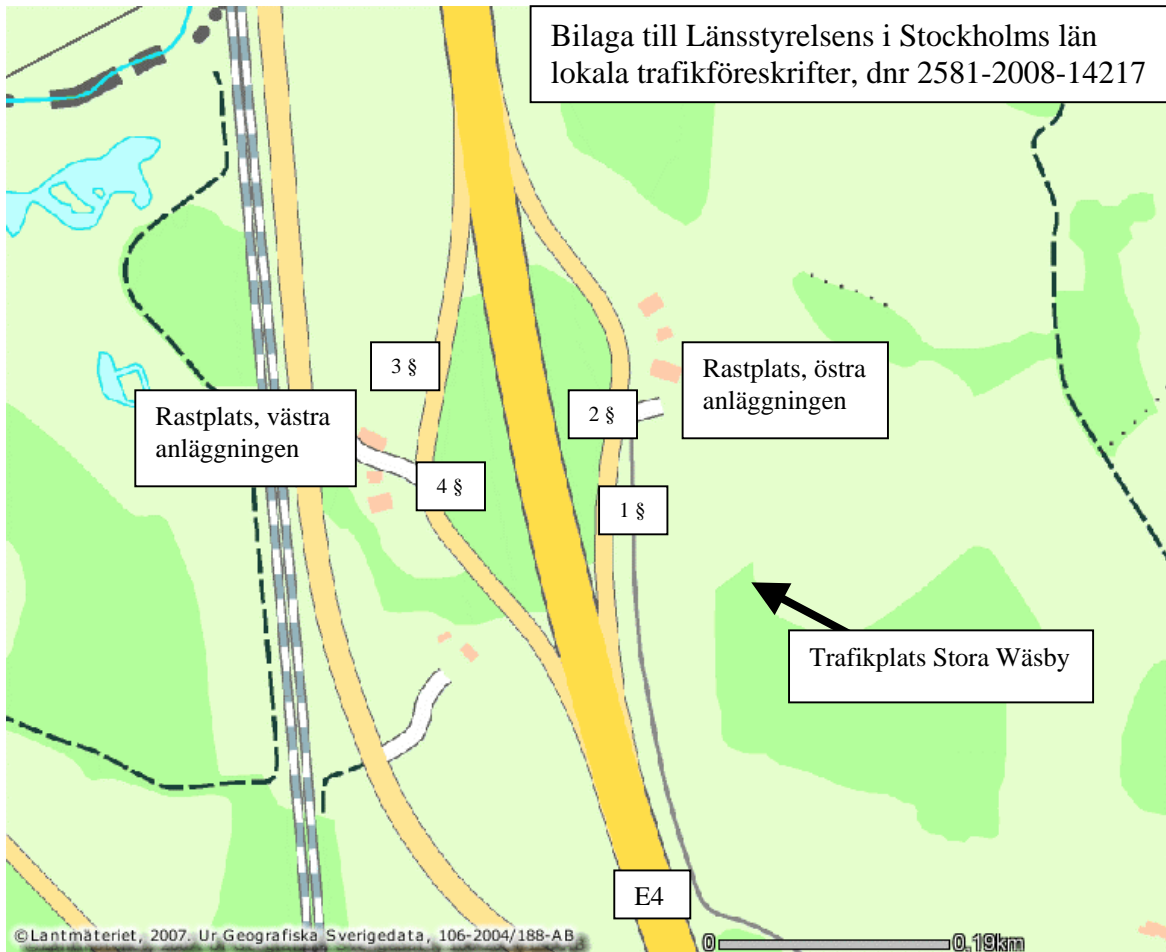 Bilaga till Länsstyrelsens i Stockholms län
lokala trafikföreskrifter, dnr 2581-2008-14217
3 §
Rastplats, östra
anläggningen
2 §
Rastplats, västra
anläggningen
4 §
1 §
Trafikplats Stora Wäsby
E4
©Lantmäteriet, 2007. Ur Geografiska Sverigedata, 106-2004/188-AB
0
0.19km